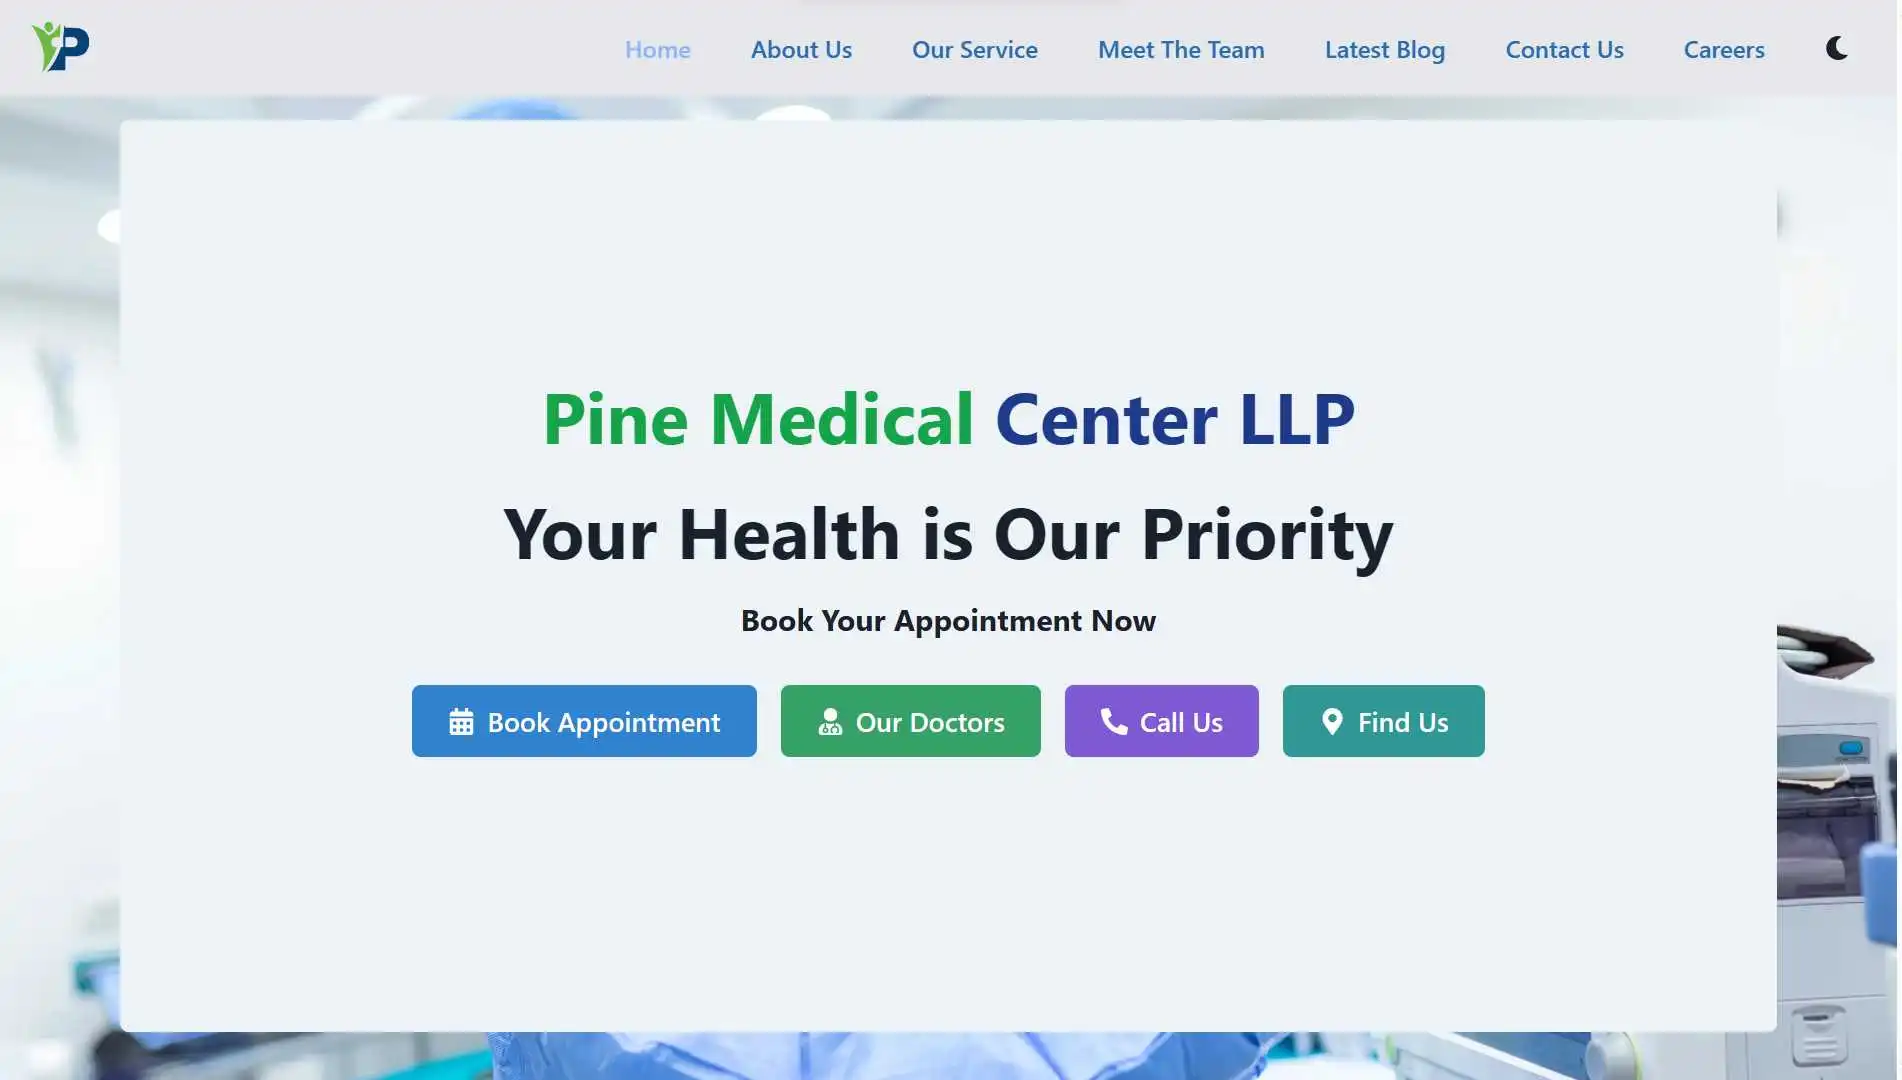 P
Home
About Us
Our Service
Meet The Team
Latest Blog
Contact Us
Careers
Pine Medical Center LLP
Your Health is Our Priority
Book Your Appointment Now
Book Appointment
Our Doctors
Call Us
Find Us